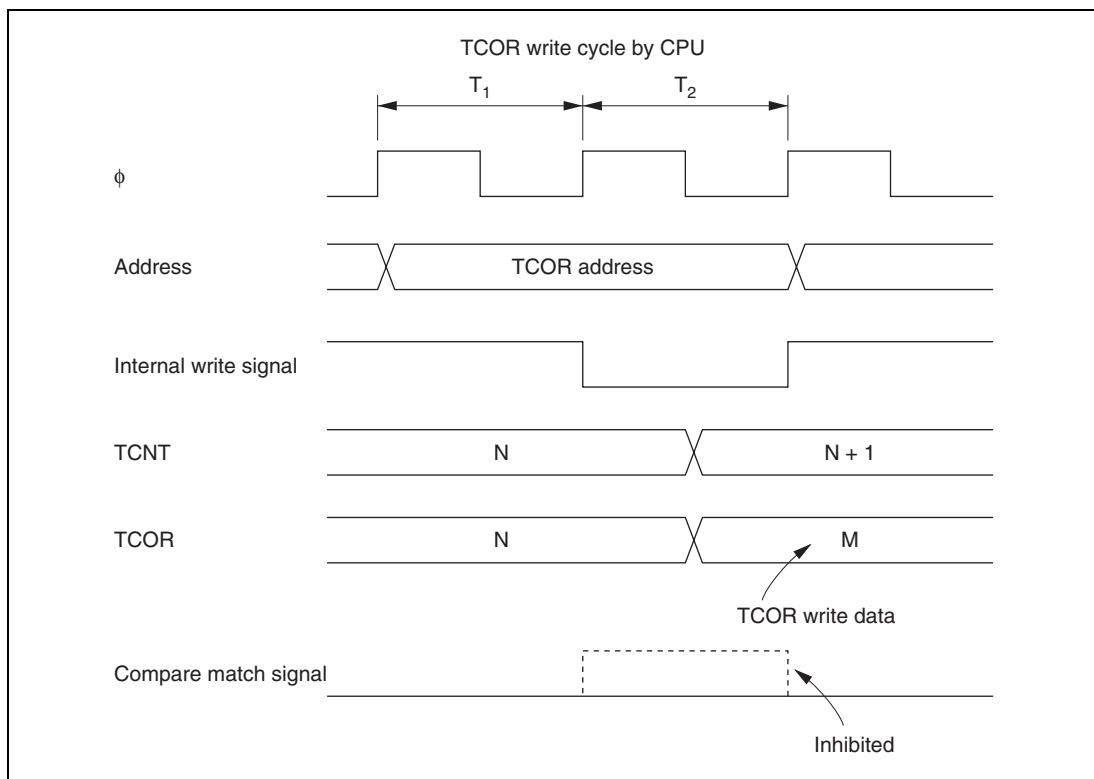 TCOR write cycle by CPU
T₁ T₂
ϕ
Address TCOR address
Internal write signal
TCNT N N + 1
TCOR N M
TCOR write data
Compare match signal
Inhibited